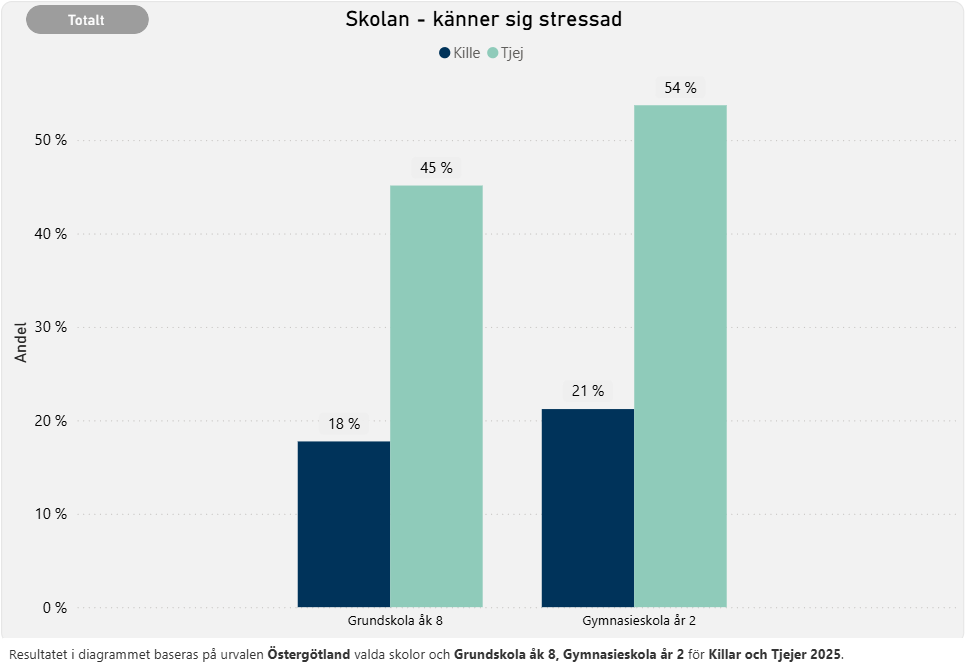 Totalt
Skolan - känner sig stressad
Kille Tjej
54 %
50 %
45 %
40 %
30 %
Andel
21 %
20 %
18 %
10 %
0 %
Grundskola åk 8 Gymnasieskola år 2
Resultatet i diagrammet baseras på urvalen Östergötland valda skolor och Grundskola åk 8, Gymnasieskola år 2 för Killar och Tjejer 2025.